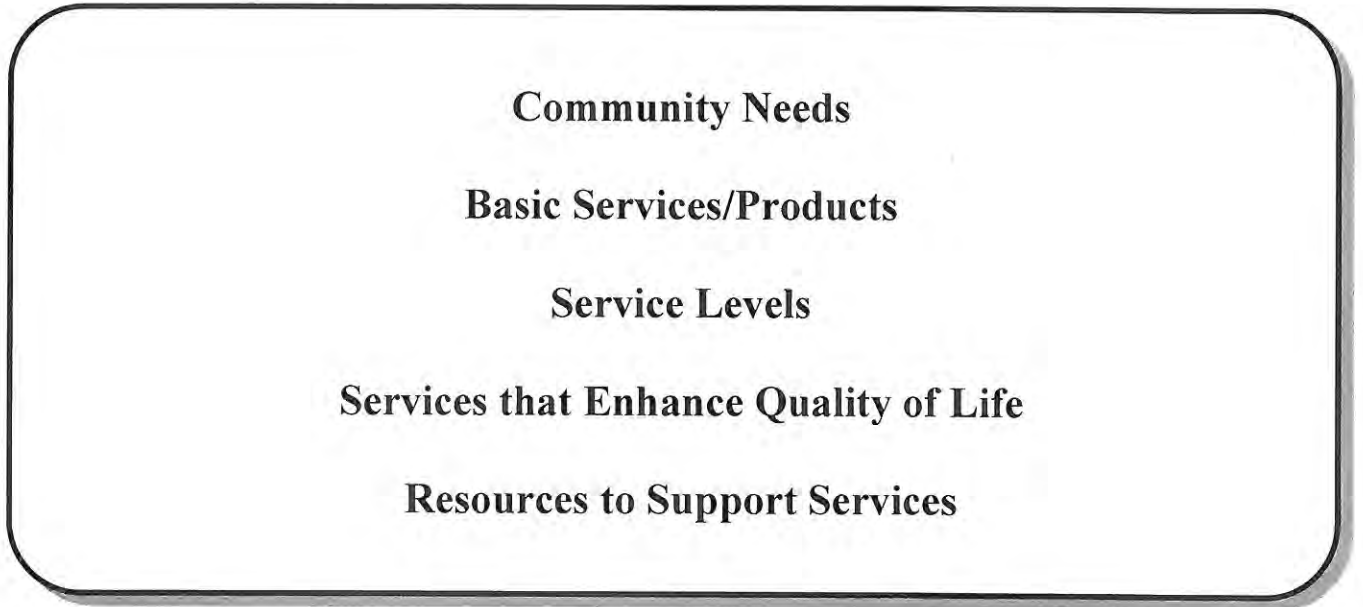 Community Needs
Basic Services/Products
Service Levels
Services that Enhance Quality of Life
Resources to Support Services